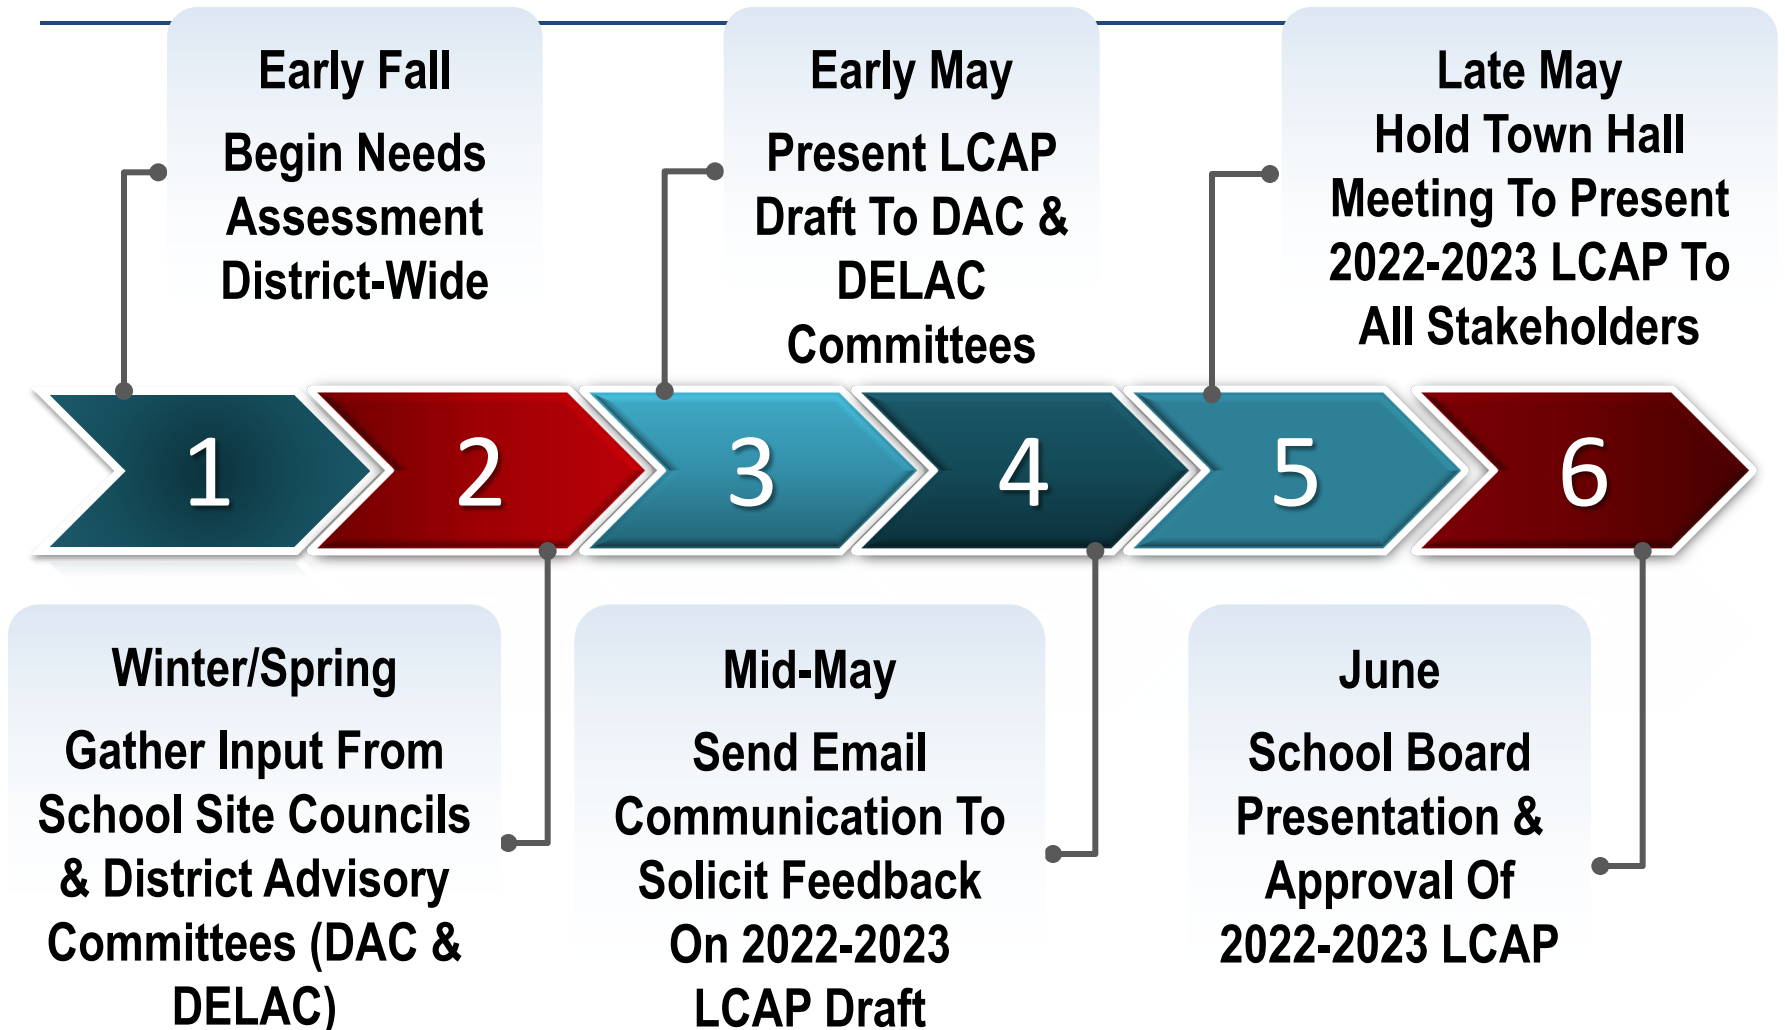 Early Fall
Begin Needs
Assessment
District-Wide
Early May
Present LCAP
Draft To DAC &
DELAC
Committees
Late May
Hold Town Hall
Meeting To Present
2022-2023 LCAP To
All Stakeholders
1
2
3
4
5
6
Winter/Spring
Gather Input From
School Site Councils
& District Advisory
Committees (DAC &
DELAC)
Mid-May
Send Email
Communication To
Solicit Feedback
On 2022-2023
LCAP Draft
June
School Board
Presentation &
Approval Of
2022-2023 LCAP